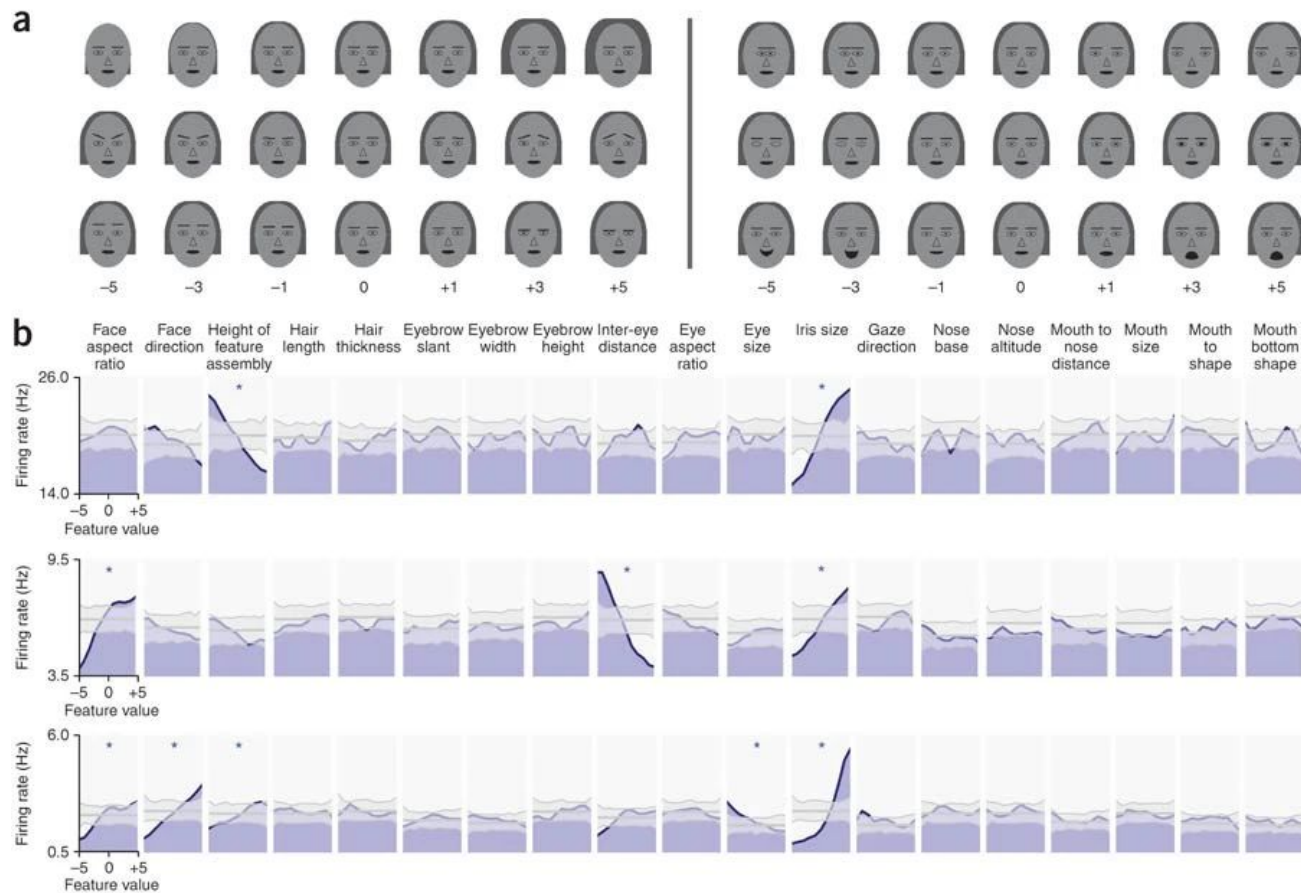 a
−5 −3 −1 0 +1 +3 +5 −5 −3 −1 0 +1 +3 +5
b
Face aspect ratio
Face direction
Height of feature assembly
Hair length
Hair thickness
Eyebrow slant
Eyebrow width
Eyebrow height
Inter-eye distance
Eye aspect ratio
Eye size
Iris size
Gaze direction
Nose base
Nose altitude
Mouth to nose distance
Mouth size
Mouth to shape
Mouth bottom shape
26.0
* *
Firing rate (Hz)
14.0
−5 0 +5
Feature value
9.5
* * *
Firing rate (Hz)
3.5
−5 0 +5
Feature value
6.0
* * * * *
Firing rate (Hz)
0.5
−5 0 +5
Feature value